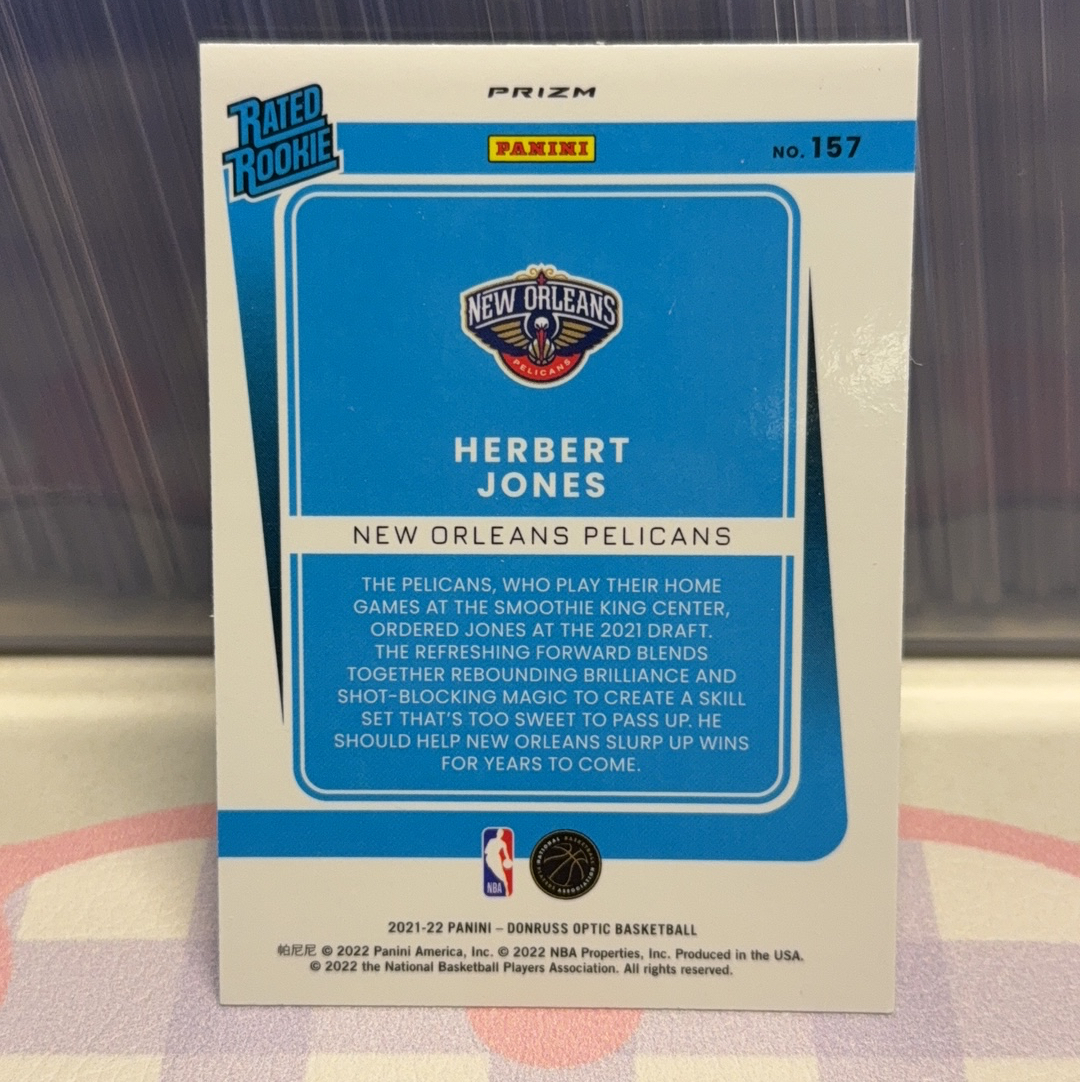 PRIZM
RATED
ROOKIE
PANINI
NO. 157
NEW ORLEANS
PELICANS
HERBERT
JONES
NEW ORLEANS PELICANS
THE PELICANS, WHO PLAY THEIR HOME
GAMES AT THE SMOOTHIE KING CENTER,
ORDERED JONES AT THE 2021 DRAFT.
THE REFRESHING FORWARD BLENDS
TOGETHER REBOUNDING BRILLIANCE AND
SHOT-BLOCKING MAGIC TO CREATE A SKILL
SET THAT'S TOO SWEET TO PASS UP. HE
SHOULD HELP NEW ORLEANS SLURP UP WINS
FOR YEARS TO COME.
NBA
NATIONAL BASKETBALL
PLAYERS ASSOCIATION
2021-22 PANINI – DONRUSS OPTIC BASKETBALL
帕尼尼 © 2022 Panini America, Inc. © 2022 NBA Properties, Inc. Produced in the USA.
© 2022 the National Basketball Players Association. All rights reserved.